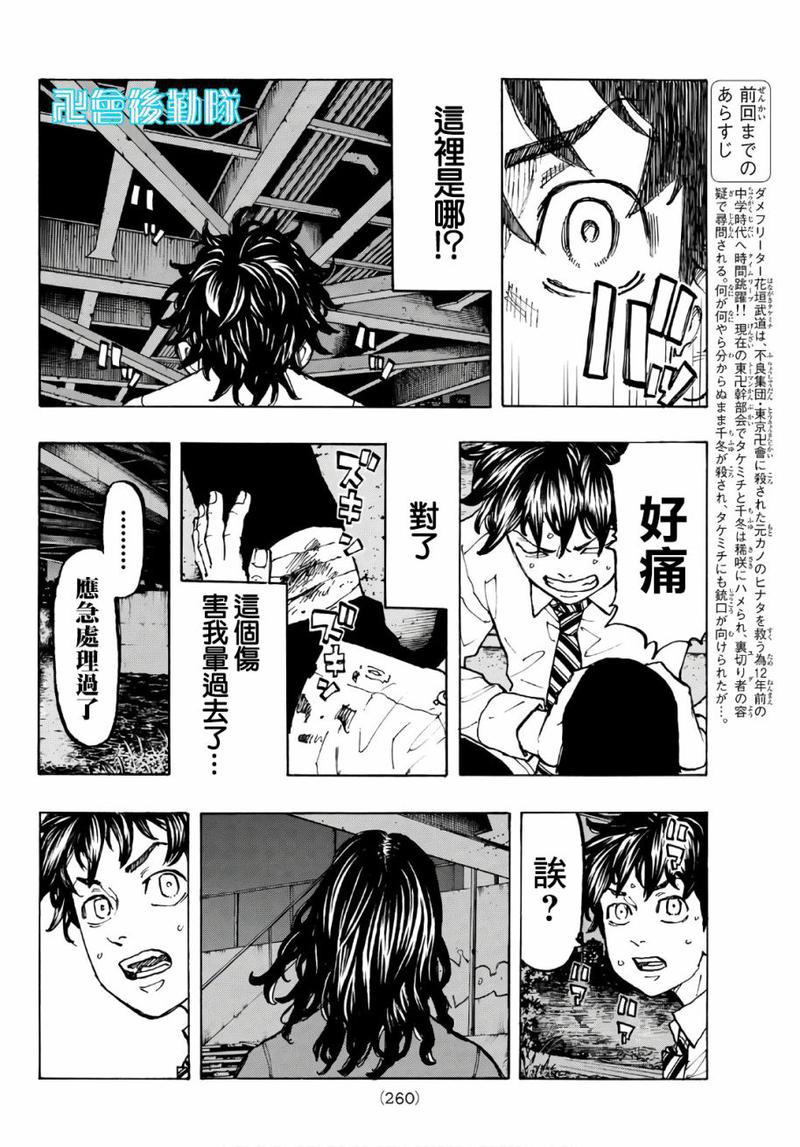 前回までの
あらすじ
ダメフリーター花垣武道は、不良集団・東京卍會に殺された元カノのヒナタを救う為12年前の
中学時代へ時間跳躍!! 現在の東卍幹部会でタケミチと千冬は稀咲にハメられ、裏切り者の容
疑で尋問される。何が何やら分からぬまま千冬が殺され、タケミチにも銃口が向けられたが…。
卍會後勤隊
這裡是哪!?
好痛
對了
ズキン
ズキン
這個傷
害我暈過去了…
………
應急處理過了
誒?
(260)